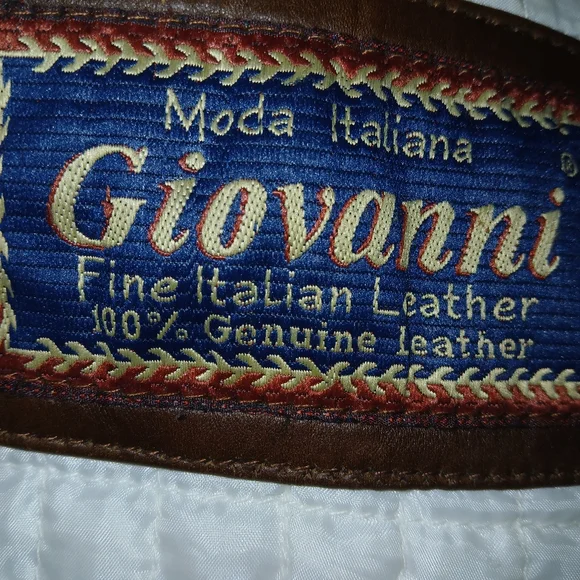 Moda Italiana
Giovanni ®
Fine Italian Leather
100% Genuine leather